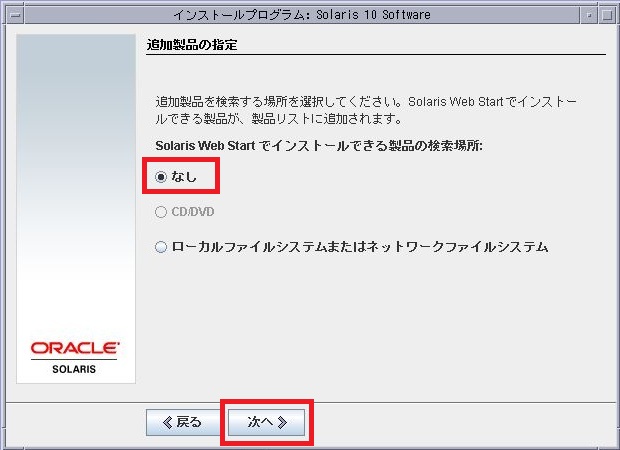 インストールプログラム: Solaris 10 Software
追加製品の指定
追加製品を検索する場所を選択してください。Solaris Web Startでインストー
ルできる製品が、製品リストに追加されます。
Solaris Web Start でインストールできる製品の検索場所:
なし
CD/DVD
ローカルファイルシステムまたはネットワークファイルシステム
ORACLE
SOLARIS
戻る 次へ